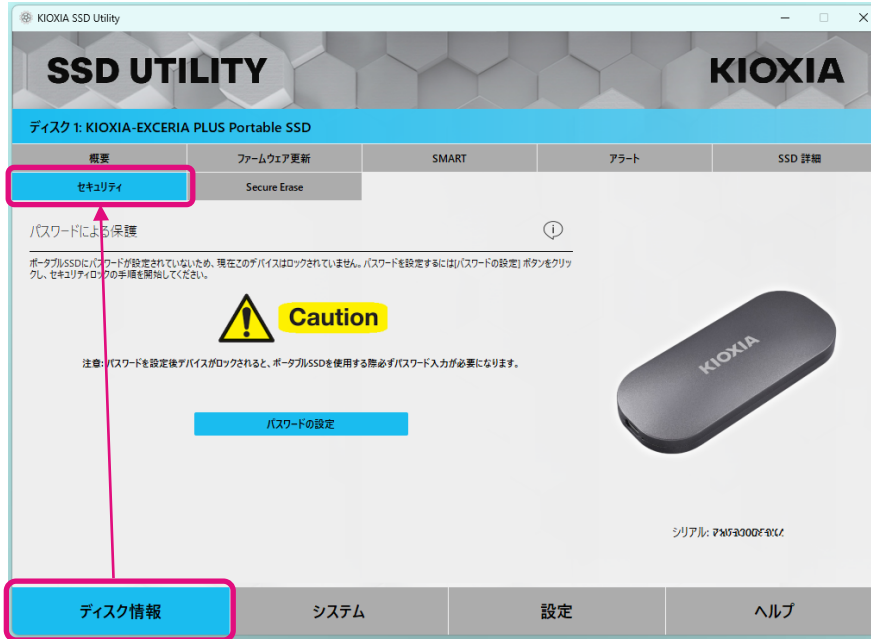 KIOXIA SSD Utility
SSD UTILITY
KIOXIA
ディスク 1: KIOXIA-EXCERIA PLUS Portable SSD
概要
ファームウェア更新
SMART
アラート
SSD 詳細
セキュリティ
Secure Erase
パスワードによる保護
ポータブルSSDにパスワードが設定されていないため、現在このデバイスはロックされていません。パスワードを設定するには[パスワードの設定] ボタンをクリッ
クし、セキュリティロックの手順を開始してください。
Caution
注意: パスワードを設定後デバイスがロックされると、ポータブルSSDを使用する際必ずパスワード入力が必要になります。
パスワードの設定
KIOXIA
シリアル:
ディスク情報
システム
設定
ヘルプ